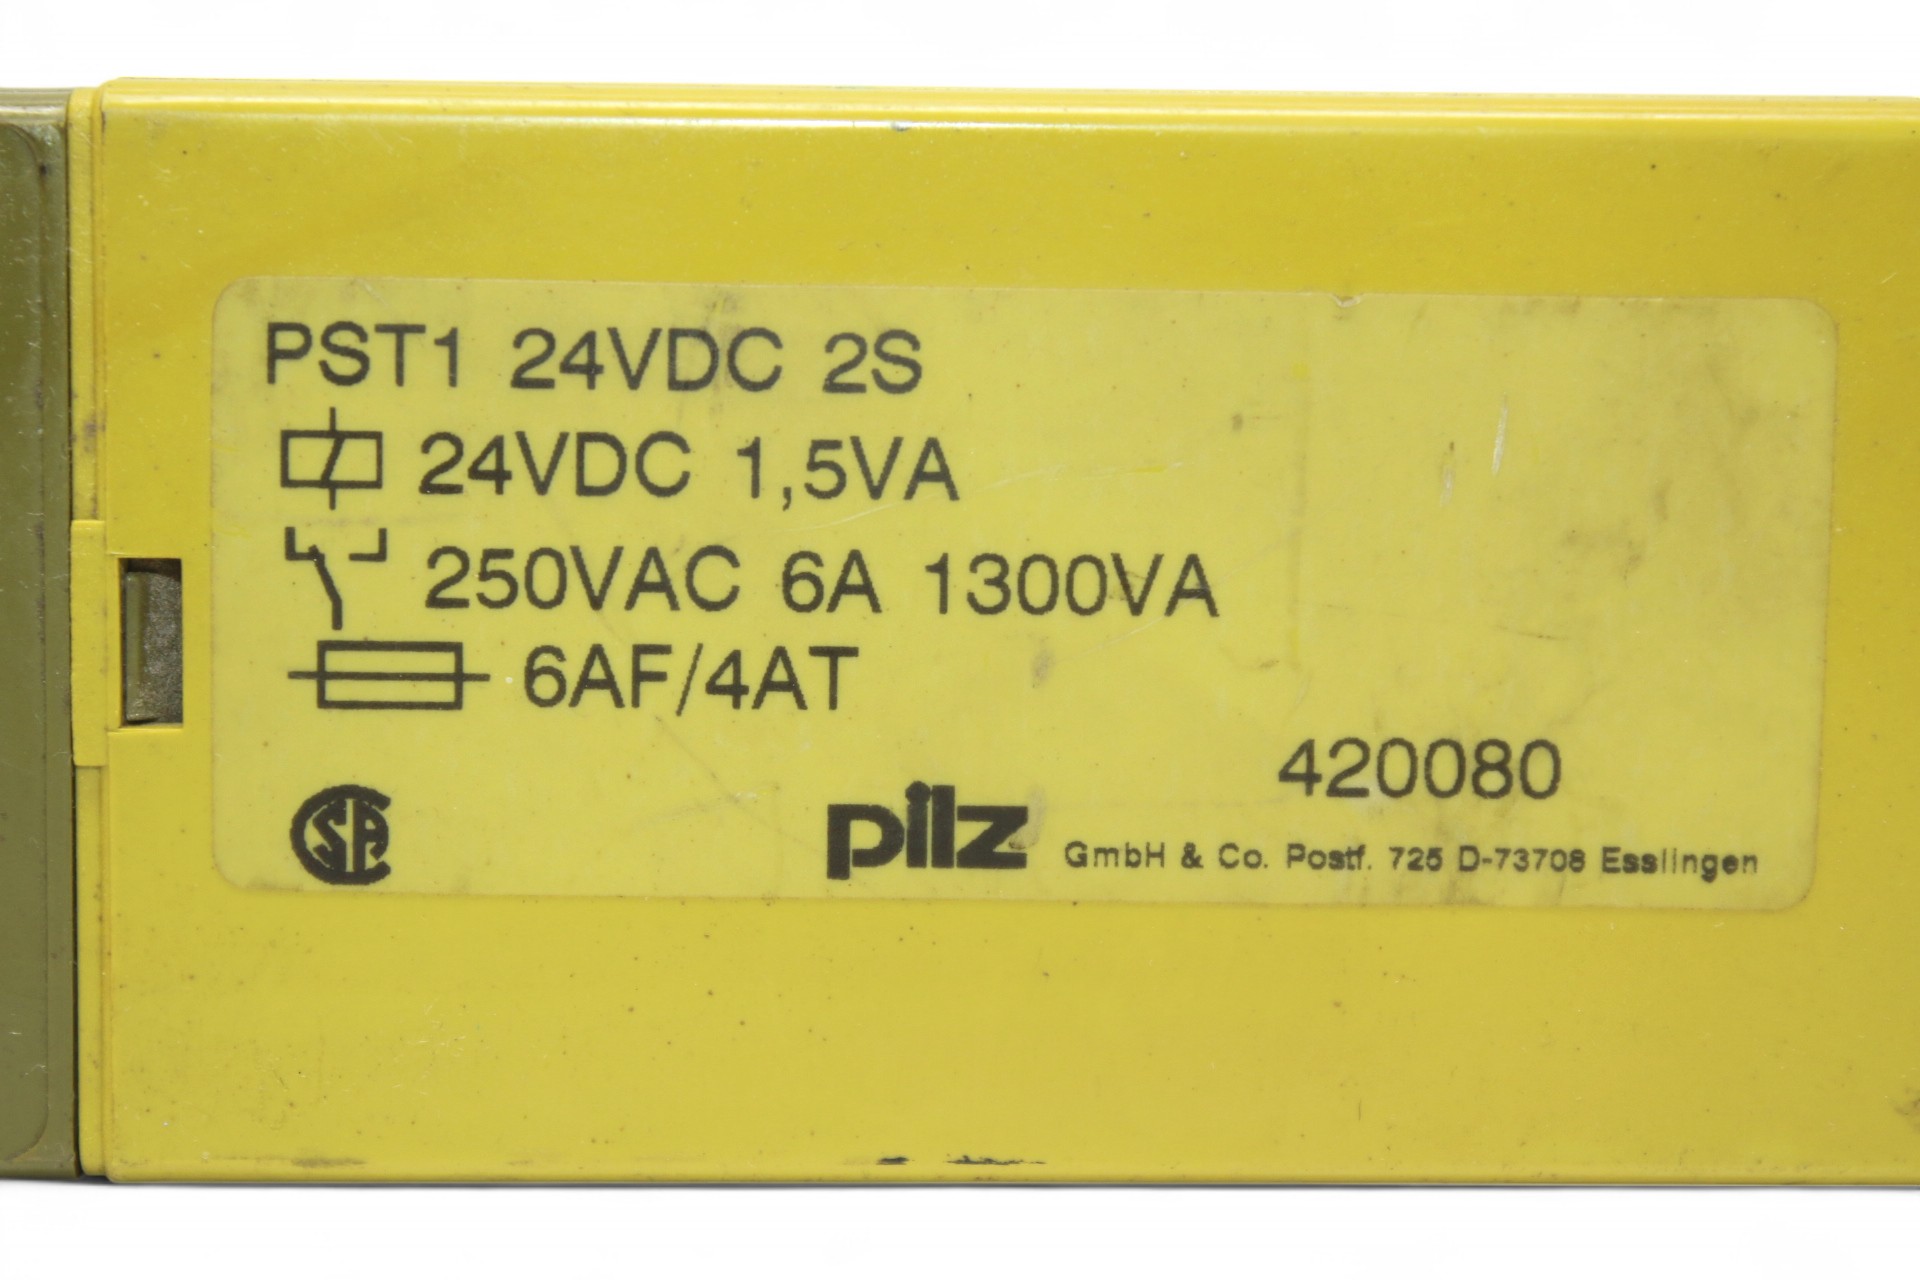 PST1 24VDC 2S
24VDC 1,5VA
250VAC 6A 1300VA
6AF/4AT
420080
CSA
pilz GmbH & Co. Postf. 725 D-73708 Esslingen